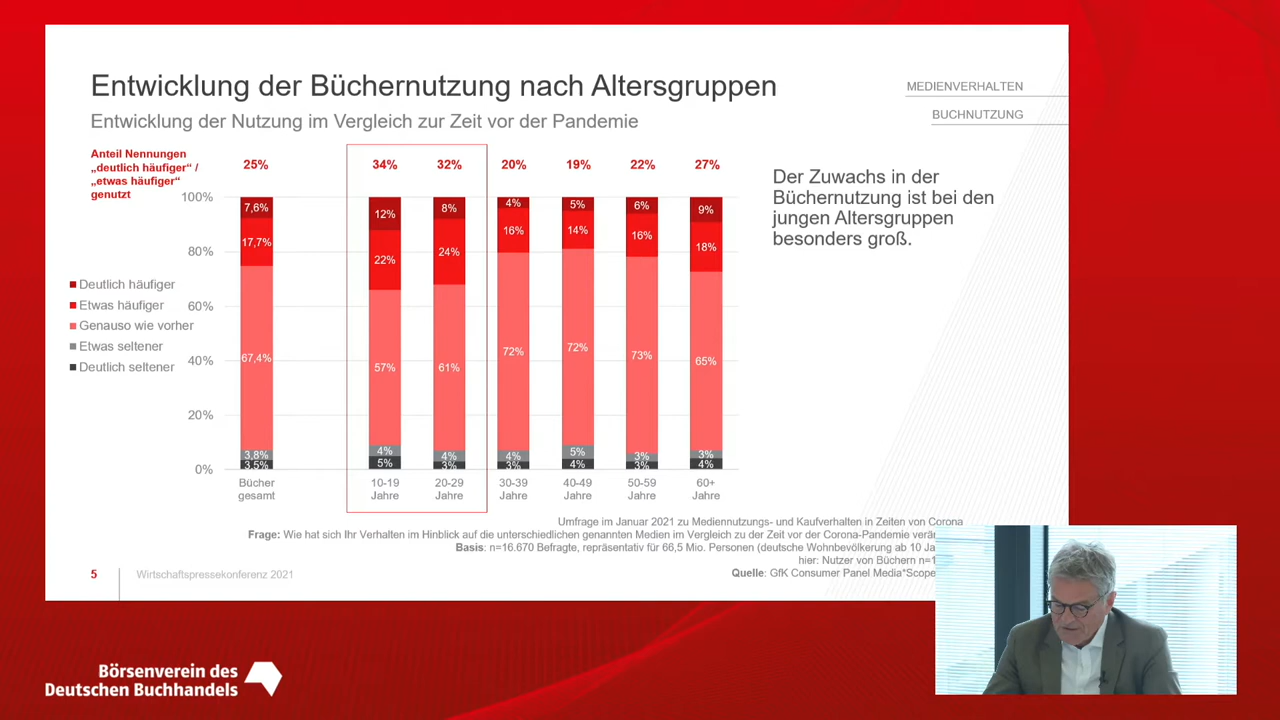 Entwicklung der Büchernutzung nach Altersgruppen
Entwicklung der Nutzung im Vergleich zur Zeit vor der Pandemie
MEDIENVERHALTEN
BUCHNUTZUNG
Anteil Nennungen
„deutlich häufiger“ /
„etwas häufiger“
genutzt
25% 34% 32% 20% 19% 22% 27%
Der Zuwachs in der
Büchernutzung ist bei den
jungen Altersgruppen
besonders groß.
100%
80%
60%
40%
20%
0%
Deutlich häufiger
Etwas häufiger
Genauso wie vorher
Etwas seltener
Deutlich seltener
7,6% 12% 8% 4% 5% 6% 9%
17,7% 22% 24% 16% 14% 16% 18%
67,4% 57% 61% 72% 72% 73% 65%
3,8% 4% 4% 4% 5% 3% 3%
3,5% 5% 3% 3% 4% 3% 4%
Bücher
gesamt
10-19
Jahre
20-29
Jahre
30-39
Jahre
40-49
Jahre
50-59
Jahre
60+
Jahre
Umfrage im Januar 2021 zu Mediennutzungs- und Kaufverhalten in Zeiten von Corona
Frage: Wie hat sich Ihr Verhalten im Hinblick auf die unterschiedlichen genannten Medien im Vergleich zu der Zeit vor der Corona-Pandemie
Basis: n=16.670 Befragte, repräsentativ für 66,5 Mio. Personen (deutsche Wohnbevölkerung ab 10
hier: Nutzer von Büchern
Quelle: GfK Consumer Panel Media*Scope
5
Wirtschaftspressekonferenz 2021
Börsenverein des
Deutschen Buchhandels